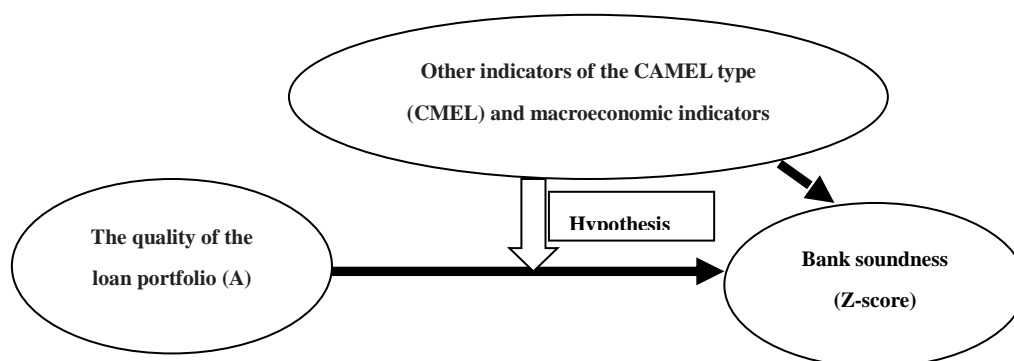 Other indicators of the CAMEL type
(CMEL) and macroeconomic indicators
Hypothesis
The quality of the
loan portfolio (A)
Bank soundness
(Z-score)